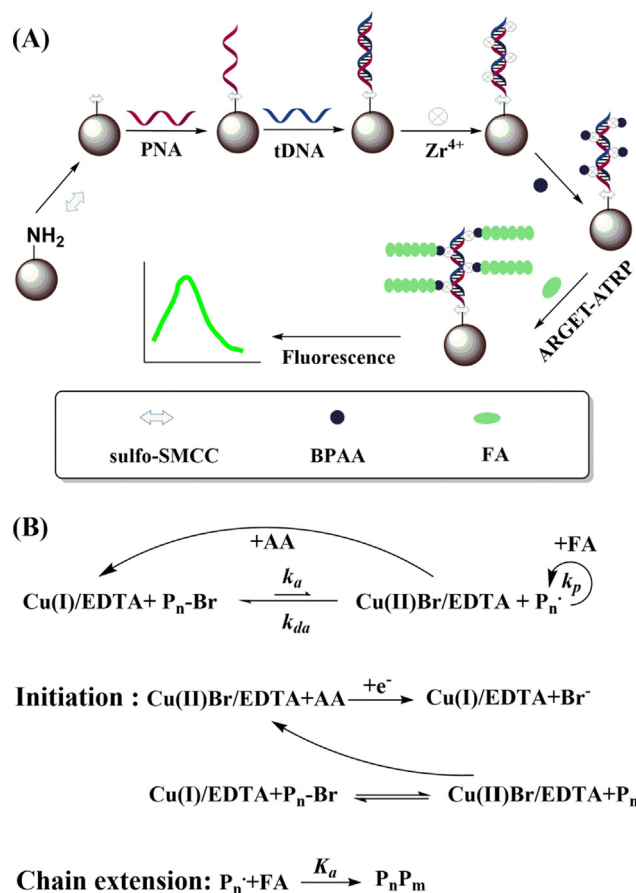 (A)
PNA
tDNA
Zr⁴⁺
NH₂
ARGET-ATRP
Fluorescence
sulfo-SMCC
BPAA
FA
(B)
+AA
+FA
Cu(I)/EDTA+ Pₙ-Br
kₐ
k_da
Cu(II)Br/EDTA + Pₙ·
kₚ
Initiation : Cu(II)Br/EDTA+AA +e⁻ Cu(I)/EDTA+Br⁻
Cu(I)/EDTA+Pₙ-Br Cu(II)Br/EDTA+Pₙ
Chain extension: Pₙ·+FA Kₐ PₙPₘ